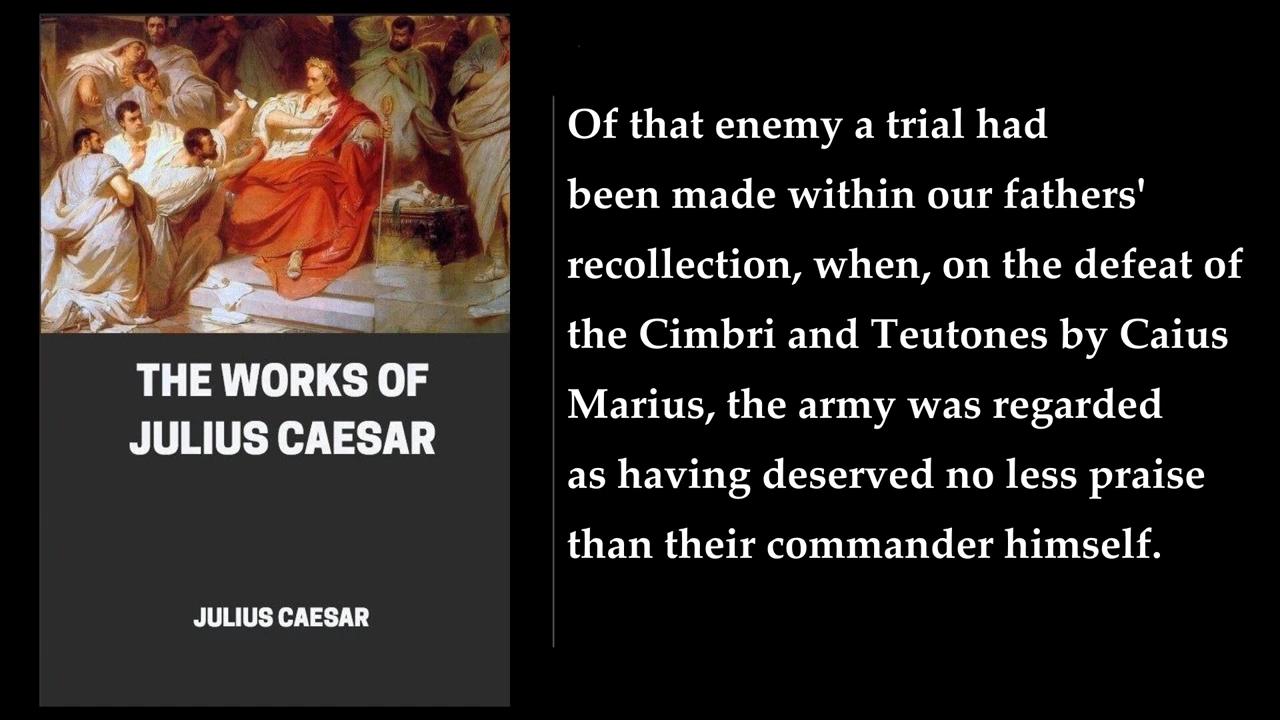 THE WORKS OF
JULIUS CAESAR
JULIUS CAESAR
Of that enemy a trial had
been made within our fathers'
recollection, when, on the defeat of
the Cimbri and Teutones by Caius
Marius, the army was regarded
as having deserved no less praise
than their commander himself.